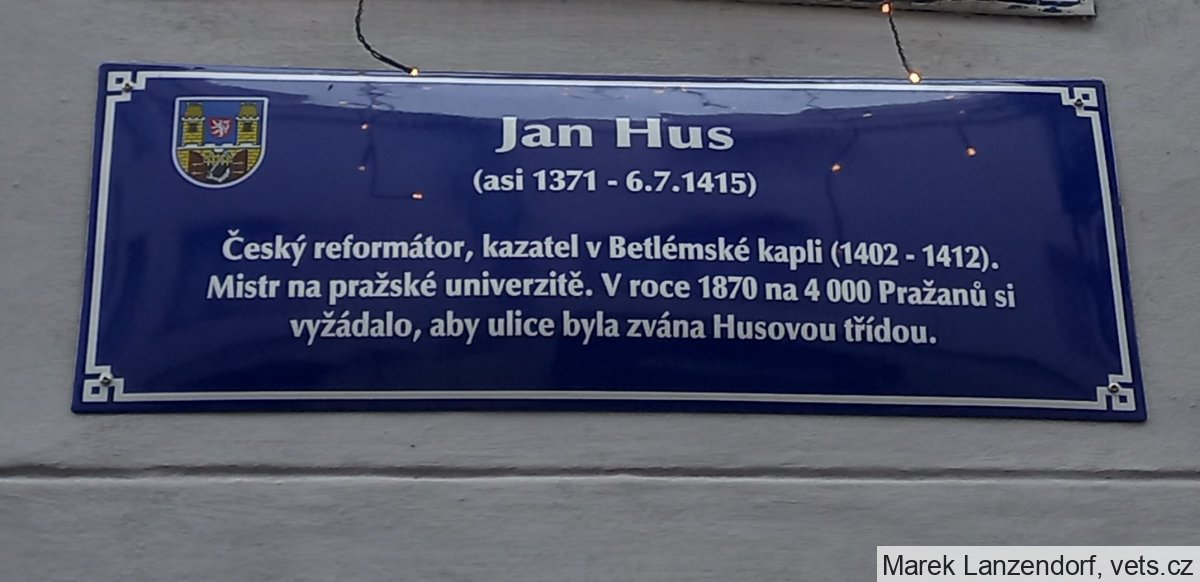 Jan Hus
(asi 1371 - 6.7.1415)
Český reformátor, kazatel v Betlémské kapli (1402 - 1412).
Mistr na pražské univerzitě. V roce 1870 na 4 000 Pražanů si
vyžádalo, aby ulice byla zvána Husovou třídou.
Marek Lanzendorf, vets.cz